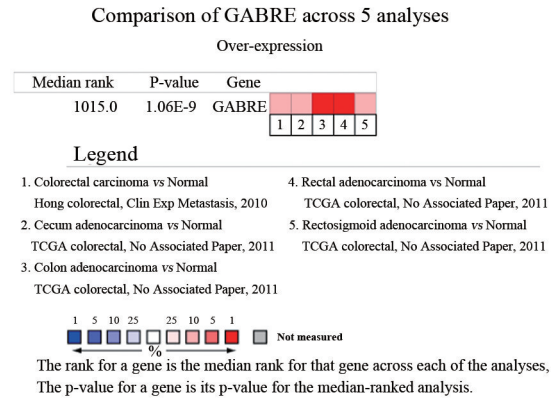 Comparison of GABRE across 5 analyses
Over-expression
Median rank P-value Gene
1015.0 1.06E-9 GABRE
1 2 3 4 5
Legend
1. Colorectal carcinoma vs Normal
Hong colorectal, Clin Exp Metastasis, 2010
2. Cecum adenocarcinoma vs Normal
TCGA colorectal, No Associated Paper, 2011
3. Colon adenocarcinoma vs Normal
TCGA colorectal, No Associated Paper, 2011
4. Rectal adenocarcinoma vs Normal
TCGA colorectal, No Associated Paper, 2011
5. Rectosigmoid adenocarcinoma vs Normal
TCGA colorectal, No Associated Paper, 2011
1 5 10 25 25 10 5 1
Not measured
%
The rank for a gene is the median rank for that gene across each of the analyses,
The p-value for a gene is its p-value for the median-ranked analysis.